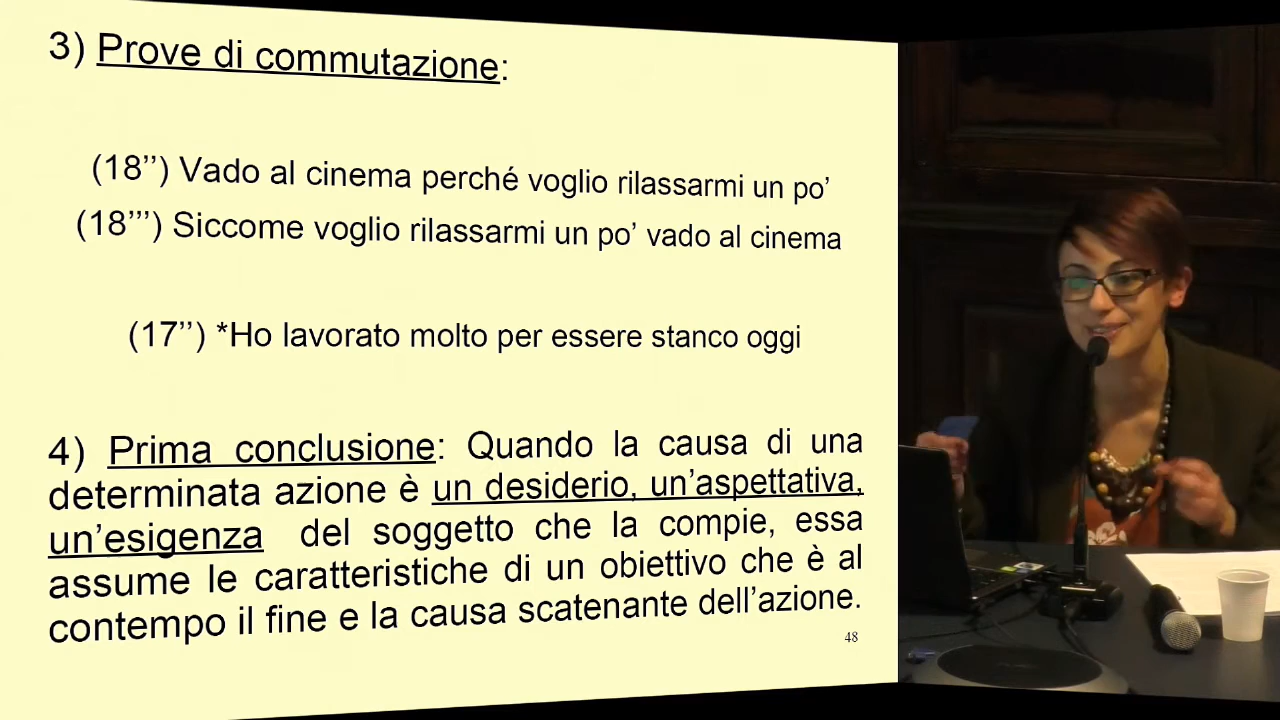 3) Prove di commutazione:
(18’’) Vado al cinema perché voglio rilassarmi un po’
(18’’’) Siccome voglio rilassarmi un po’ vado al cinema
(17’’) *Ho lavorato molto per essere stanco oggi
4) Prima conclusione: Quando la causa di una
determinata azione è un desiderio, un’aspettativa,
un’esigenza del soggetto che la compie, essa
assume le caratteristiche di un obiettivo che è al
contempo il fine e la causa scatenante dell’azione.
48